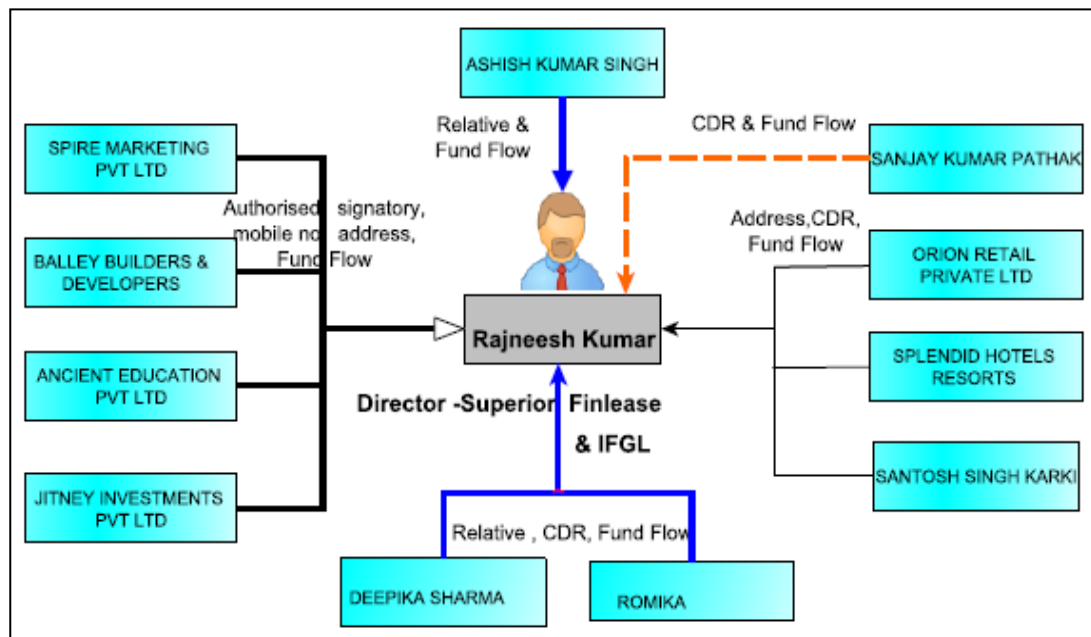 ASHISH KUMAR SINGH
Relative &
Fund Flow
CDR & Fund Flow
SPIRE MARKETING
PVT LTD
SANJAY KUMAR PATHAK
Authorised signatory,
mobile no address,
Fund Flow
Address,CDR,
Fund Flow
BALLEY BUILDERS &
DEVELOPERS
ORION RETAIL
PRIVATE LTD
Rajneesh Kumar
ANCIENT EDUCATION
PVT LTD
SPLENDID HOTELS
RESORTS
Director -Superior Finlease
& IFGL
JITNEY INVESTMENTS
PVT LTD
SANTOSH SINGH KARKI
Relative , CDR, Fund Flow
DEEPIKA SHARMA
ROMIKA